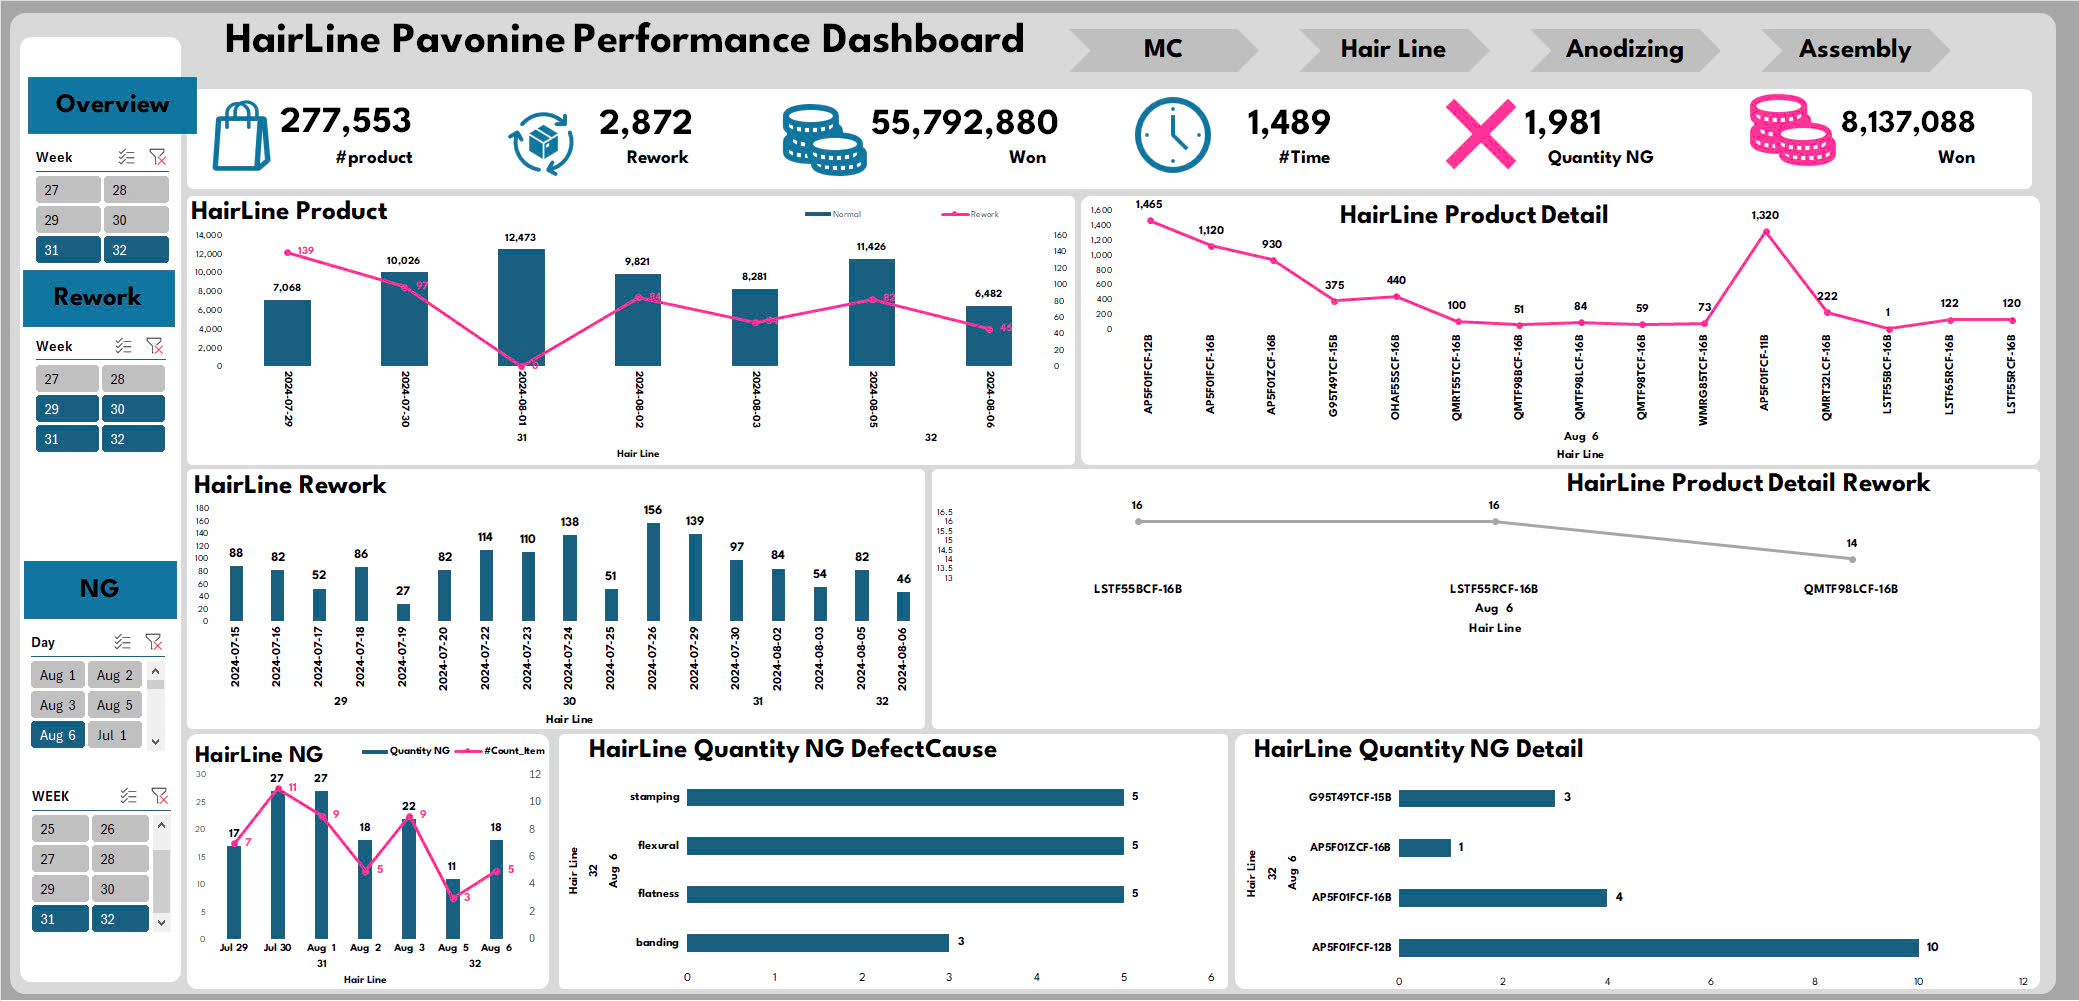 HairLine Pavonine Performance Dashboard
MC
Hair Line
Anodizing
Assembly
Overview
277,553
#product
2,872
Rework
55,792,880
Won
1,489
#Time
1,981
Quantity NG
8,137,088
Won
Week
27 28
29 30
31 32
Rework
Week
27 28
29 30
31 32
NG
Day
Aug 1 Aug 2
Aug 3 Aug 5
Aug 6 Jul 1
WEEK
25 26
27 28
29 30
31 32
HairLine Product
Normal
Rework
14,000
12,000
10,000
8,000
6,000
4,000
2,000
0
160
140
120
100
80
60
40
20
0
7,068
10,026
12,473
9,821
8,281
11,426
6,482
139
97
0
84
54
82
46
2024-07-29
2024-07-30
2024-08-01
2024-08-02
2024-08-03
2024-08-05
2024-08-06
31
32
Hair Line
HairLine Product Detail
1,600
1,400
1,200
1,000
800
600
400
200
0
1,465
1,120
930
375
440
100
51
84
59
73
1,320
222
1
122
120
AP5F01FCF-12B
AP5F01FCF-16B
AP5F01ZCF-16B
G95T49TCF-15B
OHAF55SCF-16B
QMRT55TCF-16B
QMTF98BCF-16B
QMTF98LCF-16B
QMTF98TCF-16B
WMRG85TCF-16B
AP5F01FCF-11B
QMRT32LCF-16B
LSTF55BCF-16B
LSTF65RCF-16B
LSTF55RCF-16B
Aug 6
Hair Line
HairLine Rework
180
160
140
120
100
80
60
40
20
0
88
82
52
86
27
82
114
110
138
51
156
139
97
84
54
82
46
2024-07-15
2024-07-16
2024-07-17
2024-07-18
2024-07-19
2024-07-20
2024-07-22
2024-07-23
2024-07-24
2024-07-25
2024-07-26
2024-07-29
2024-07-30
2024-08-02
2024-08-03
2024-08-05
2024-08-06
29
30
31
32
Hair Line
HairLine Product Detail Rework
16.5
16
15.5
15
14.5
14
13.5
13
16
16
14
LSTF55BCF-16B
LSTF55RCF-16B
QMTF98LCF-16B
Aug 6
Hair Line
HairLine NG
Quantity NG
#Count_Item
30
25
20
15
10
5
0
12
10
8
6
4
2
0
17
27
27
18
22
11
18
7
11
9
5
9
3
5
Jul 29
Jul 30
Aug 1
Aug 2
Aug 3
Aug 5
Aug 6
31
32
Hair Line
HairLine Quantity NG DefectCause
Hair Line
32
Aug 6
stamping 5
flexural 5
flatness 5
banding 3
0 1 2 3 4 5 6
HairLine Quantity NG Detail
Hair Line
32
Aug 6
G95T49TCF-15B 3
AP5F01ZCF-16B 1
AP5F01FCF-16B 4
AP5F01FCF-12B 10
0 2 4 6 8 10 12